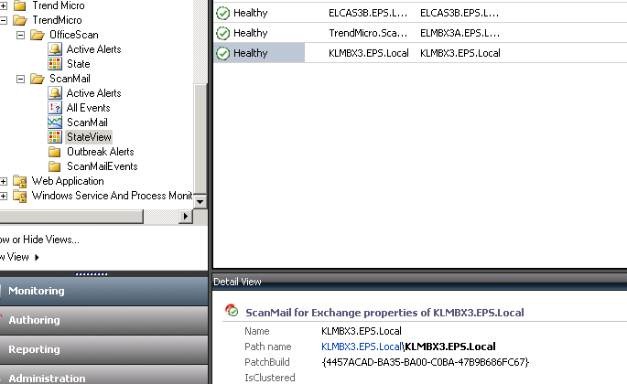 Trend Micro
TrendMicro
OfficeScan
Active Alerts
State
ScanMail
Active Alerts
All Events
ScanMail
StateView
Outbreak Alerts
ScanMailEvents
Web Application
Windows Service And Process Monit
ow or Hide Views...
w View
Monitoring
Authoring
Reporting
Administration
Healthy ELCAS3B.EPS.L... ELCAS3B.EPS.L...
Healthy TrendMicro.Sca... ELMBX3A.EPS.L...
Healthy KLMBX3.EPS.Local KLMBX3.EPS.Local
Detail View
ScanMail for Exchange properties of KLMBX3.EPS.Local
Name KLMBX3.EPS.Local
Path name KLMBX3.EPS.Local\KLMBX3.EPS.Local
PatchBuild {4457ACAD-BA35-BA00-C0BA-47B9B686FC67}
IsClustered